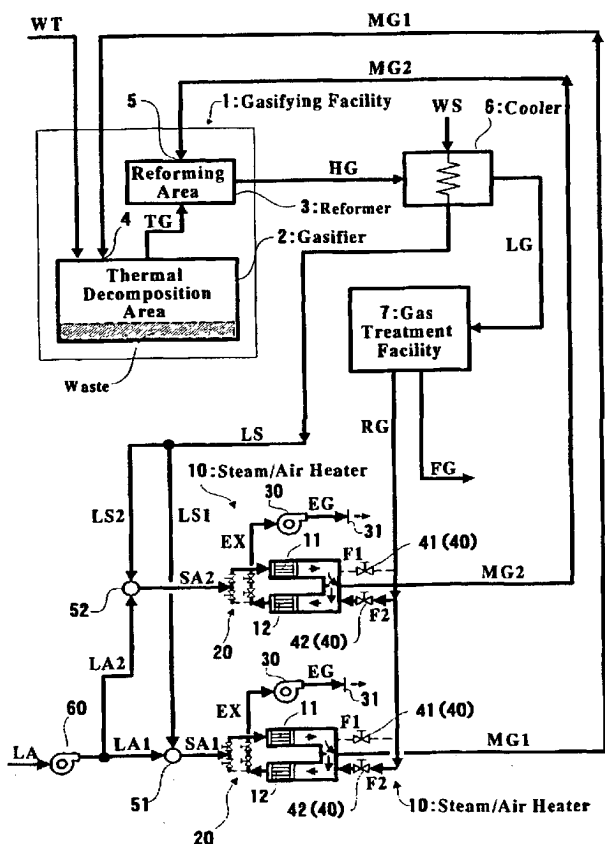 WT
MG1
MG2
5
1:Gasifying Facility
WS
6:Cooler
Reforming
Area
HG
3:Reformer
4
TG
2:Gasifier
LG
Thermal
Decomposition
Area
7:Gas
Treatment
Facility
Waste
LS
RG
FG
10:Steam/Air Heater
30
EG
31
LS2
LS1
EX
11
F1
41(40)
SA2
MG2
52
20
12
42(40)
F2
LA2
30
EG
31
60
EX
11
F1
41(40)
LA
LA1
SA1
MG1
51
20
12
42(40)
F2
10:Steam/Air Heater